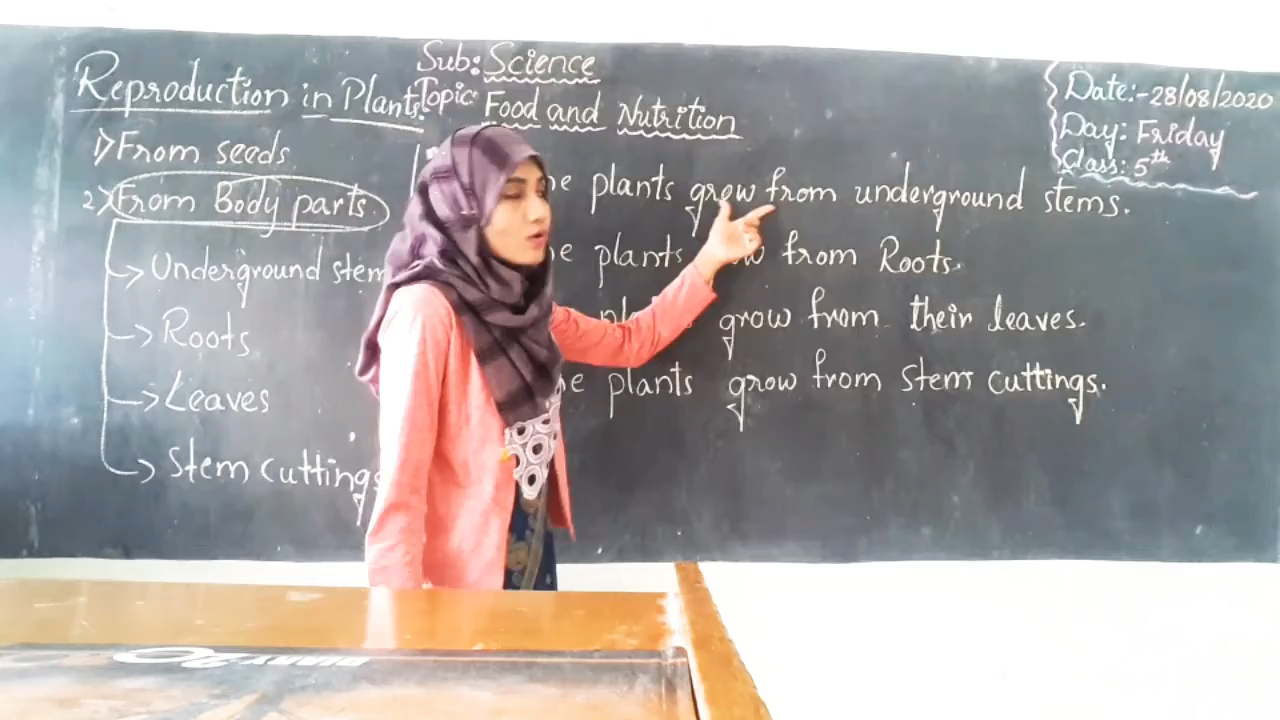 Reproduction in Plants.
1) From seeds
2) From Body parts.
→ Underground stem
→ Roots
→ Leaves
→ Stem cuttings
Sub: Science
Topic: Food and Nutrition
plants grow from underground stems.
plants from Roots.
grow from their leaves.
plants grow from Stem cuttings.
Date:-28/08/2020
Day: Friday
Class: 5th